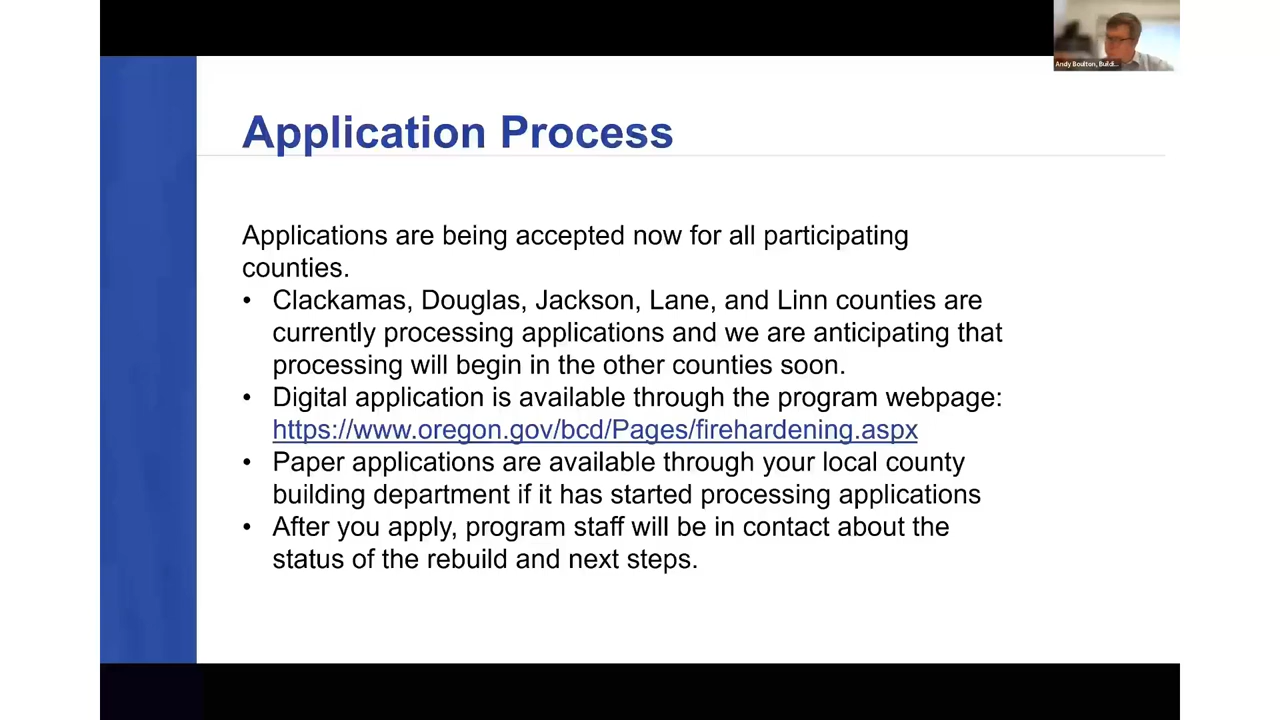 Andy Boulton, Buildi...
Application Process
Applications are being accepted now for all participating
counties.
• Clackamas, Douglas, Jackson, Lane, and Linn counties are
currently processing applications and we are anticipating that
processing will begin in the other counties soon.
• Digital application is available through the program webpage:
https://www.oregon.gov/bcd/Pages/firehardening.aspx
• Paper applications are available through your local county
building department if it has started processing applications
• After you apply, program staff will be in contact about the
status of the rebuild and next steps.